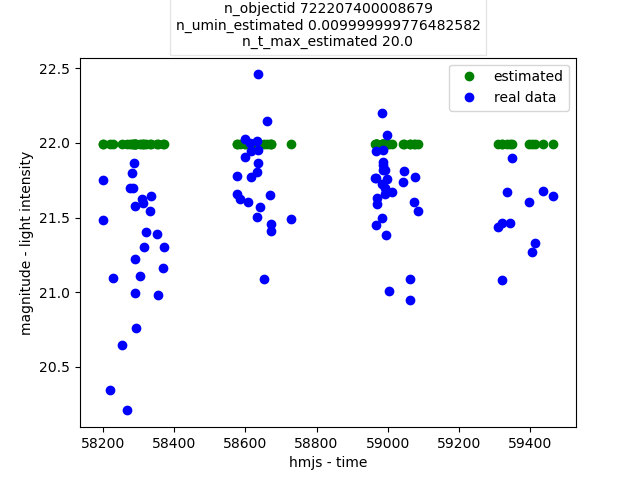 n_objectid 722207400008679
n_umin_estimated 0.009999999776482582
n_t_max_estimated 20.0
22.5
22.0
21.5
21.0
20.5
magnitude - light intensity
estimated
real data
58200 58400 58600 58800 59000 59200 59400
hmjs - time